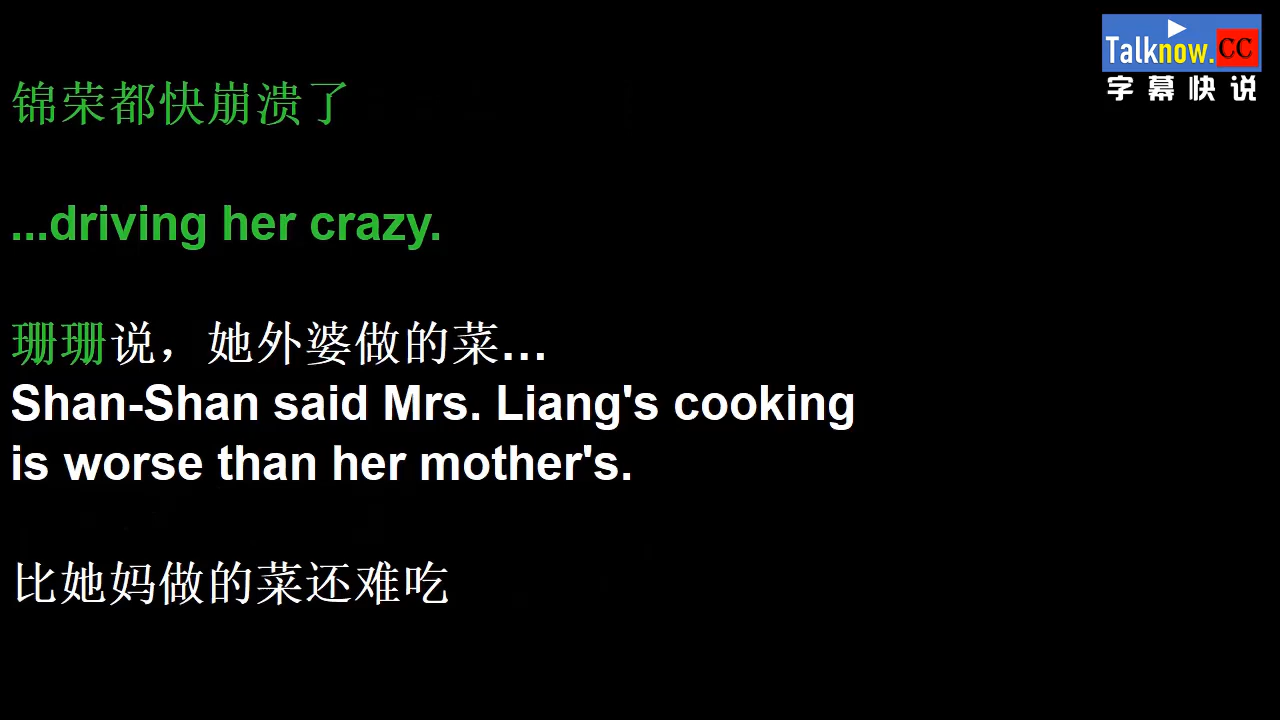 Talknow.CC
字幕快说
锦荣都快崩溃了
...driving her crazy.
珊珊说，她外婆做的菜…
Shan-Shan said Mrs. Liang's cooking
is worse than her mother's.
比她妈做的菜还难吃